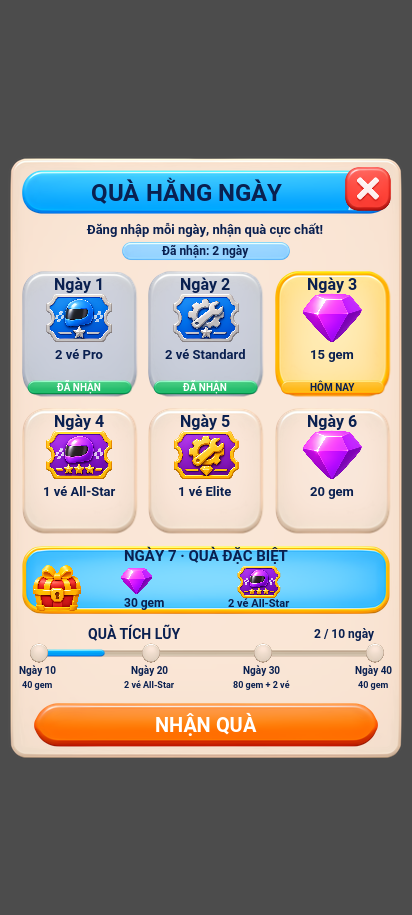 QUÀ HẰNG NGÀY
Đăng nhập mỗi ngày, nhận quà cực chất!
Đã nhận: 2 ngày
Ngày 1
2 vé Pro
ĐÃ NHẬN
Ngày 2
2 vé Standard
ĐÃ NHẬN
Ngày 3
15 gem
HÔM NAY
Ngày 4
1 vé All-Star
Ngày 5
1 vé Elite
Ngày 6
20 gem
NGÀY 7 · QUÀ ĐẶC BIỆT
30 gem
2 vé All-Star
QUÀ TÍCH LŨY
2 / 10 ngày
Ngày 10
40 gem
Ngày 20
2 vé All-Star
Ngày 30
80 gem + 2 vé
Ngày 40
40 gem
NHẬN QUÀ